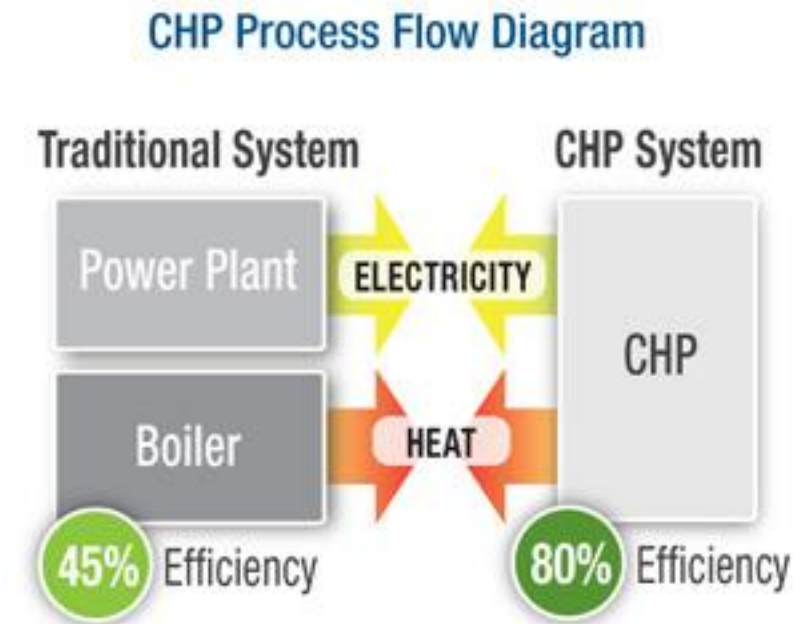 CHP Process Flow Diagram
Traditional System
CHP System
Power Plant
ELECTRICITY
CHP
Boiler
HEAT
45% Efficiency
80% Efficiency